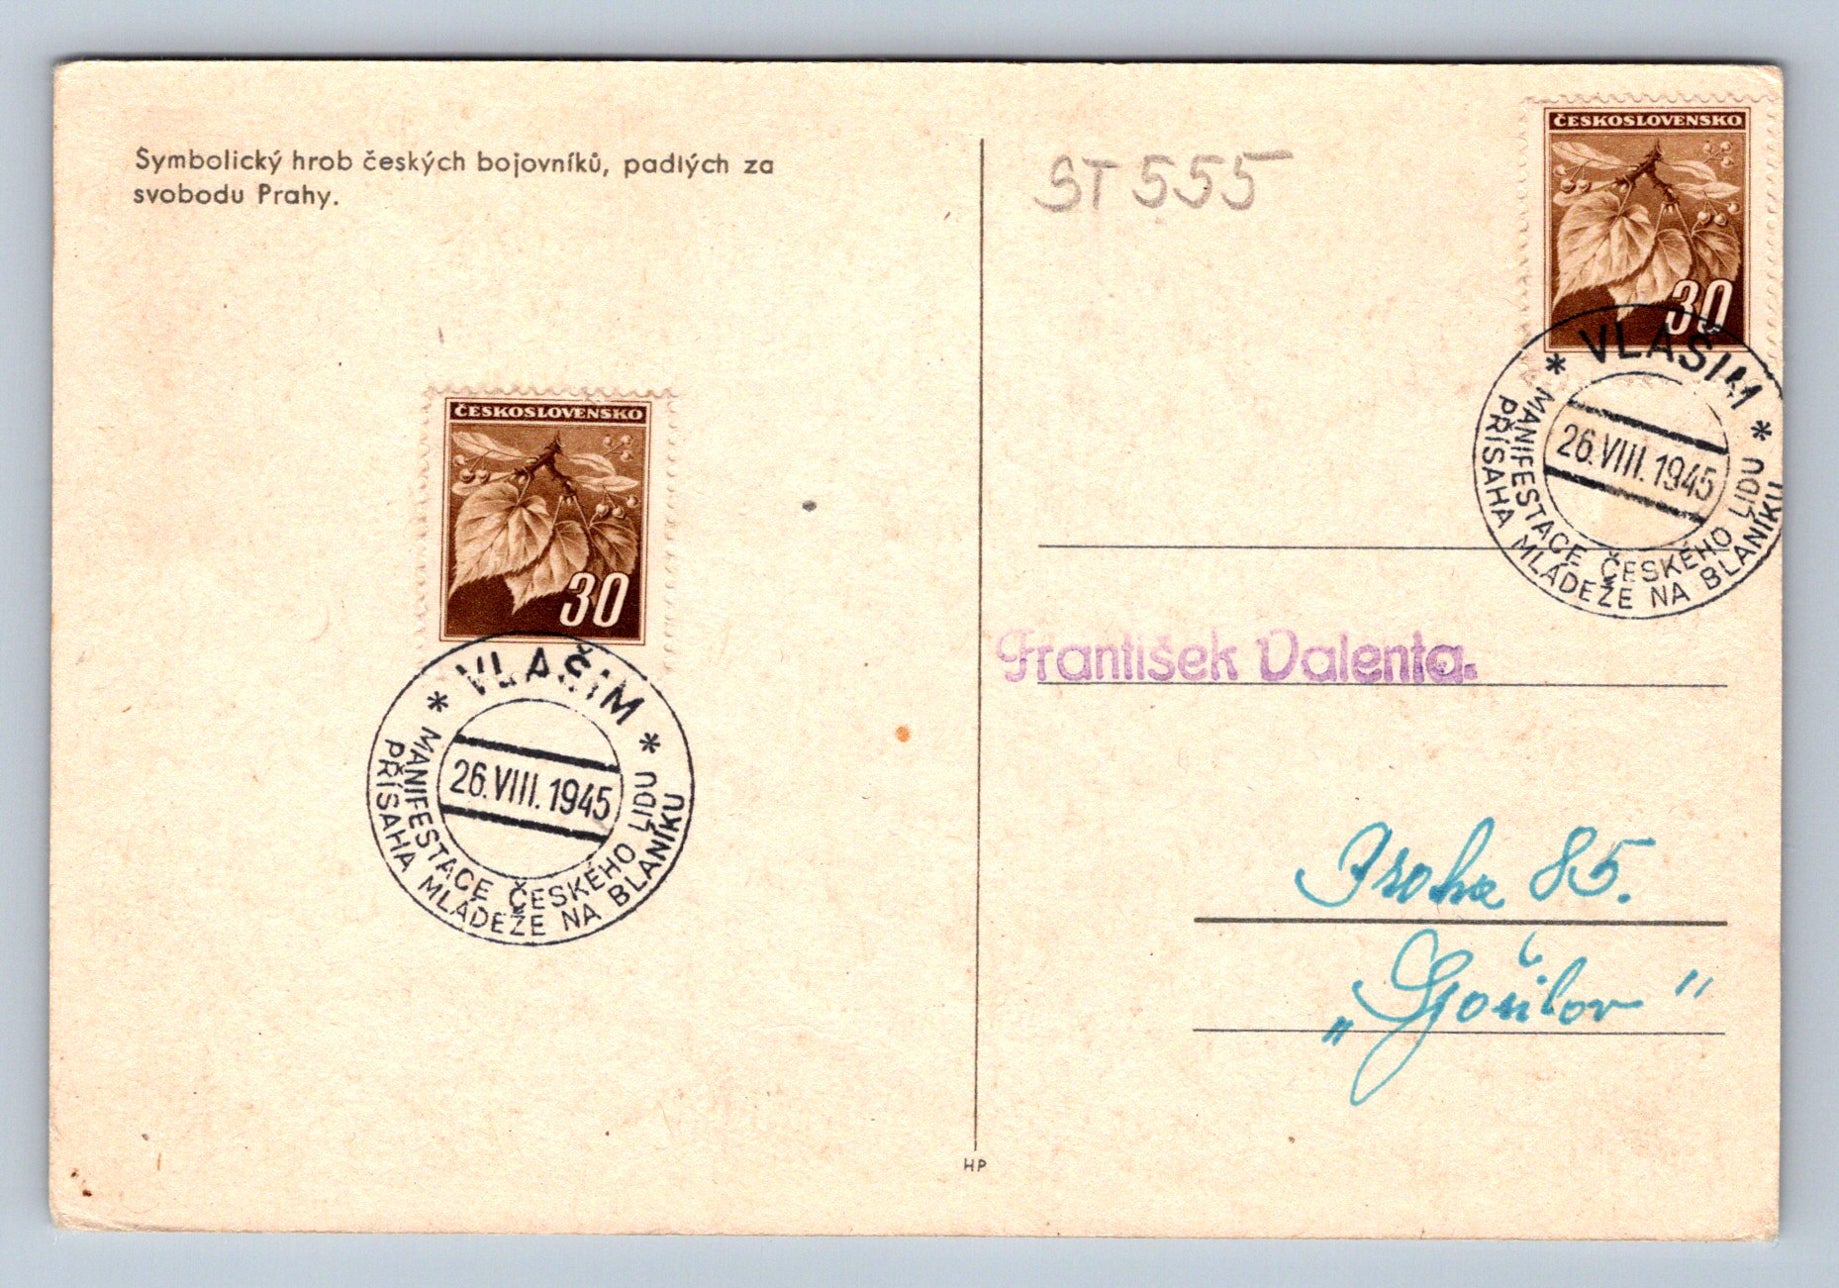 Symbolický hrob českých bojovníků, padlých za
svobodu Prahy.
ST 555
ČESKOSLOVENSKO
30
* VLAŠIM *
26.VIII.1945
MANIFESTACE ČESKÉHO LIDU
PŘÍSAHA MLÁDEŽE NA BLANÍKU
ČESKOSLOVENSKO
30
* VLAŠIM *
26.VIII.1945
MANIFESTACE ČESKÉHO LIDU
PŘÍSAHA MLÁDEŽE NA BLANÍKU
František Valenta.
Praha 85.
HP